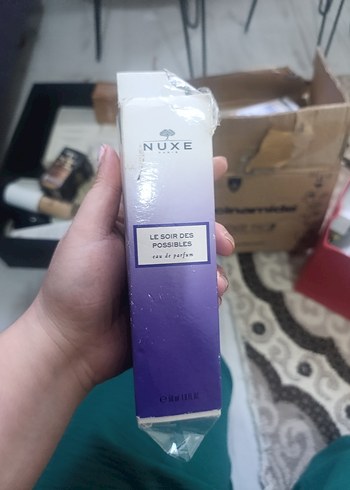 NUXE
PARIS
LE SOIR DES
POSSIBLES
eau de parfum